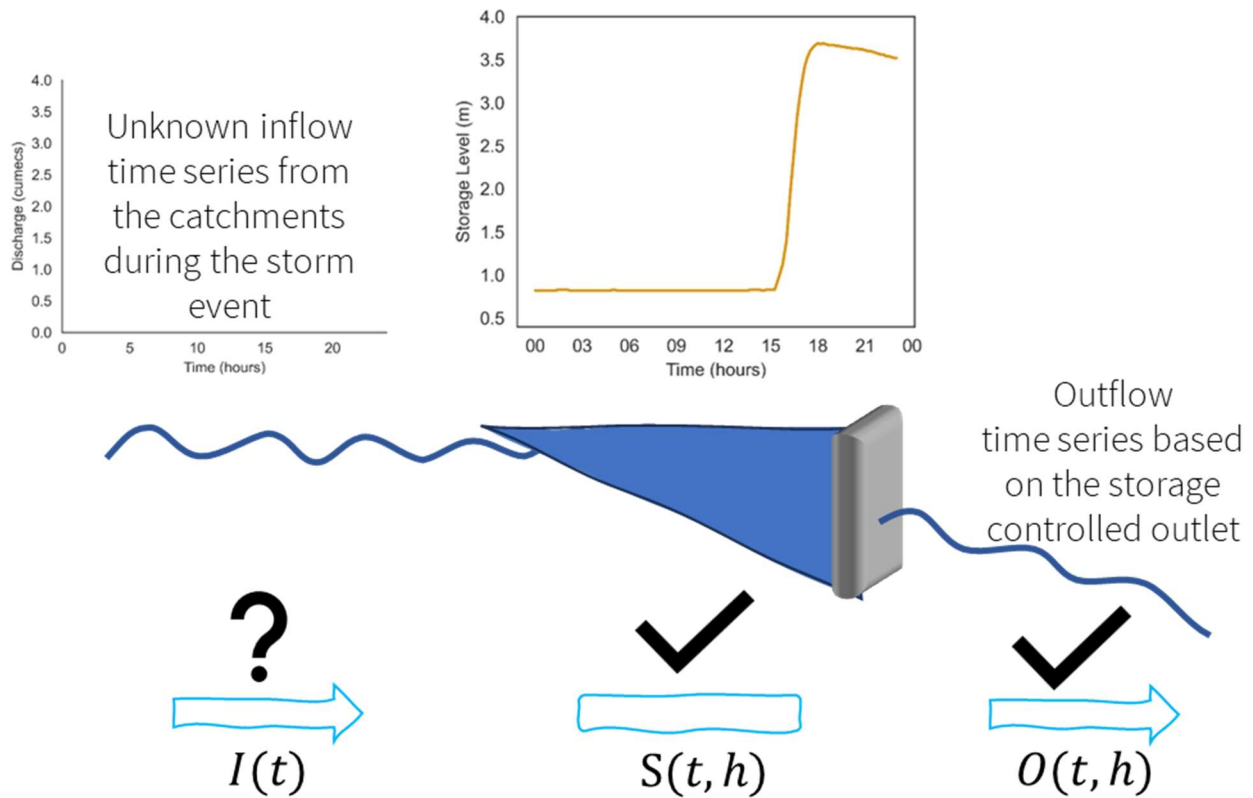 4.0
3.5
3.0
2.5
2.0
1.5
1.0
0.5
0.0
Discharge (cumecs)
0 5 10 15 20
Time (hours)
Unknown inflow
time series from
the catchments
during the storm
event
4.0
3.5
3.0
2.5
2.0
1.5
1.0
0.5
Storage Level (m)
00 03 06 09 12 15 18 21 00
Time (hours)
Outflow
time series based
on the storage
controlled outlet
?
I(t)
S(t, h)
O(t, h)